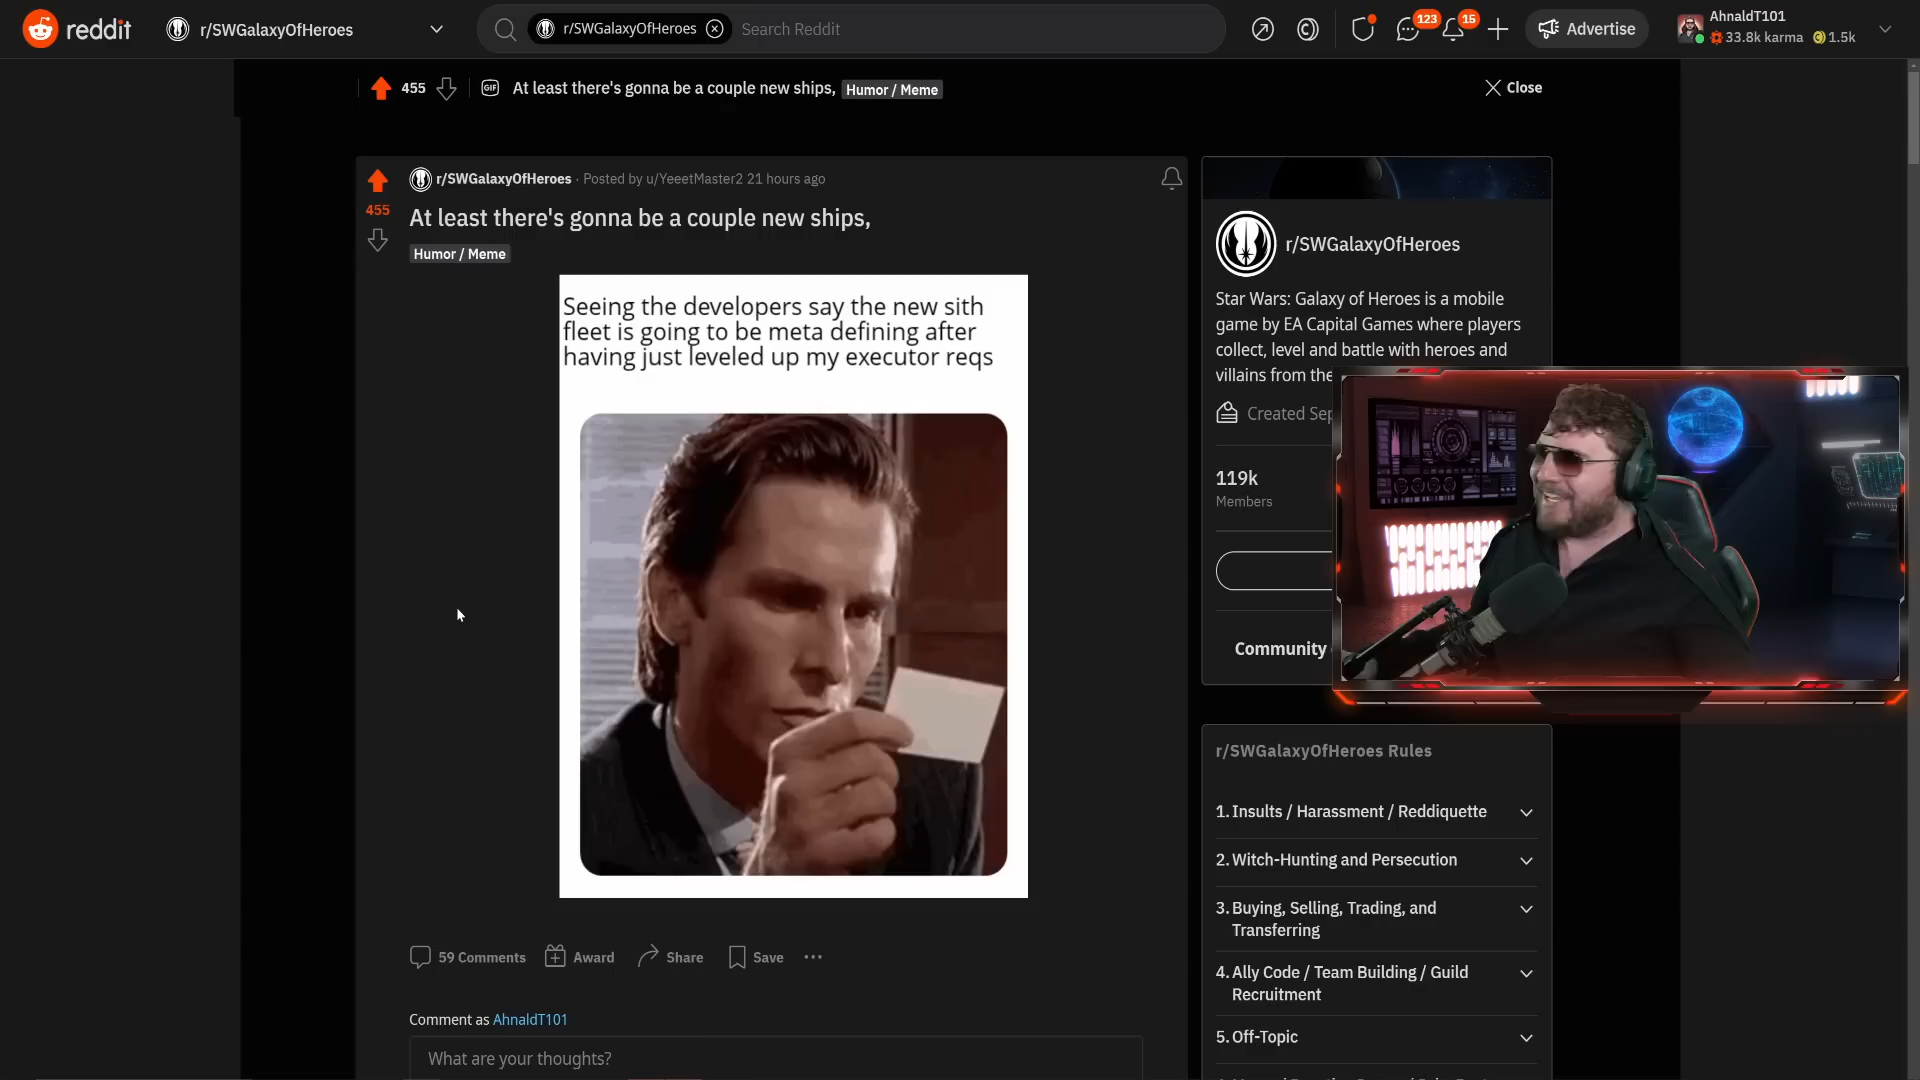 reddit
r/SWGalaxyOfHeroes
r/SWGalaxyOfHeroes
Search Reddit
123
15
Advertise
AhnaldT101
33.8k karma
1.5k
455
GIF
At least there's gonna be a couple new ships,
Humor / Meme
Close
r/SWGalaxyOfHeroes · Posted by u/YeeetMaster2 21 hours ago
455
At least there's gonna be a couple new ships,
Humor / Meme
Seeing the developers say the new sith
fleet is going to be meta defining after
having just leveled up my executor reqs
59 Comments
Award
Share
Save
Comment as AhnaldT101
What are your thoughts?
r/SWGalaxyOfHeroes
Star Wars: Galaxy of Heroes is a mobile
game by EA Capital Games where players
collect, level and battle with heroes and
villains from the
Created Sep
119k
Members
Community
r/SWGalaxyOfHeroes Rules
1. Insults / Harassment / Reddiquette
2. Witch-Hunting and Persecution
3. Buying, Selling, Trading, and
Transferring
4. Ally Code / Team Building / Guild
Recruitment
5. Off-Topic